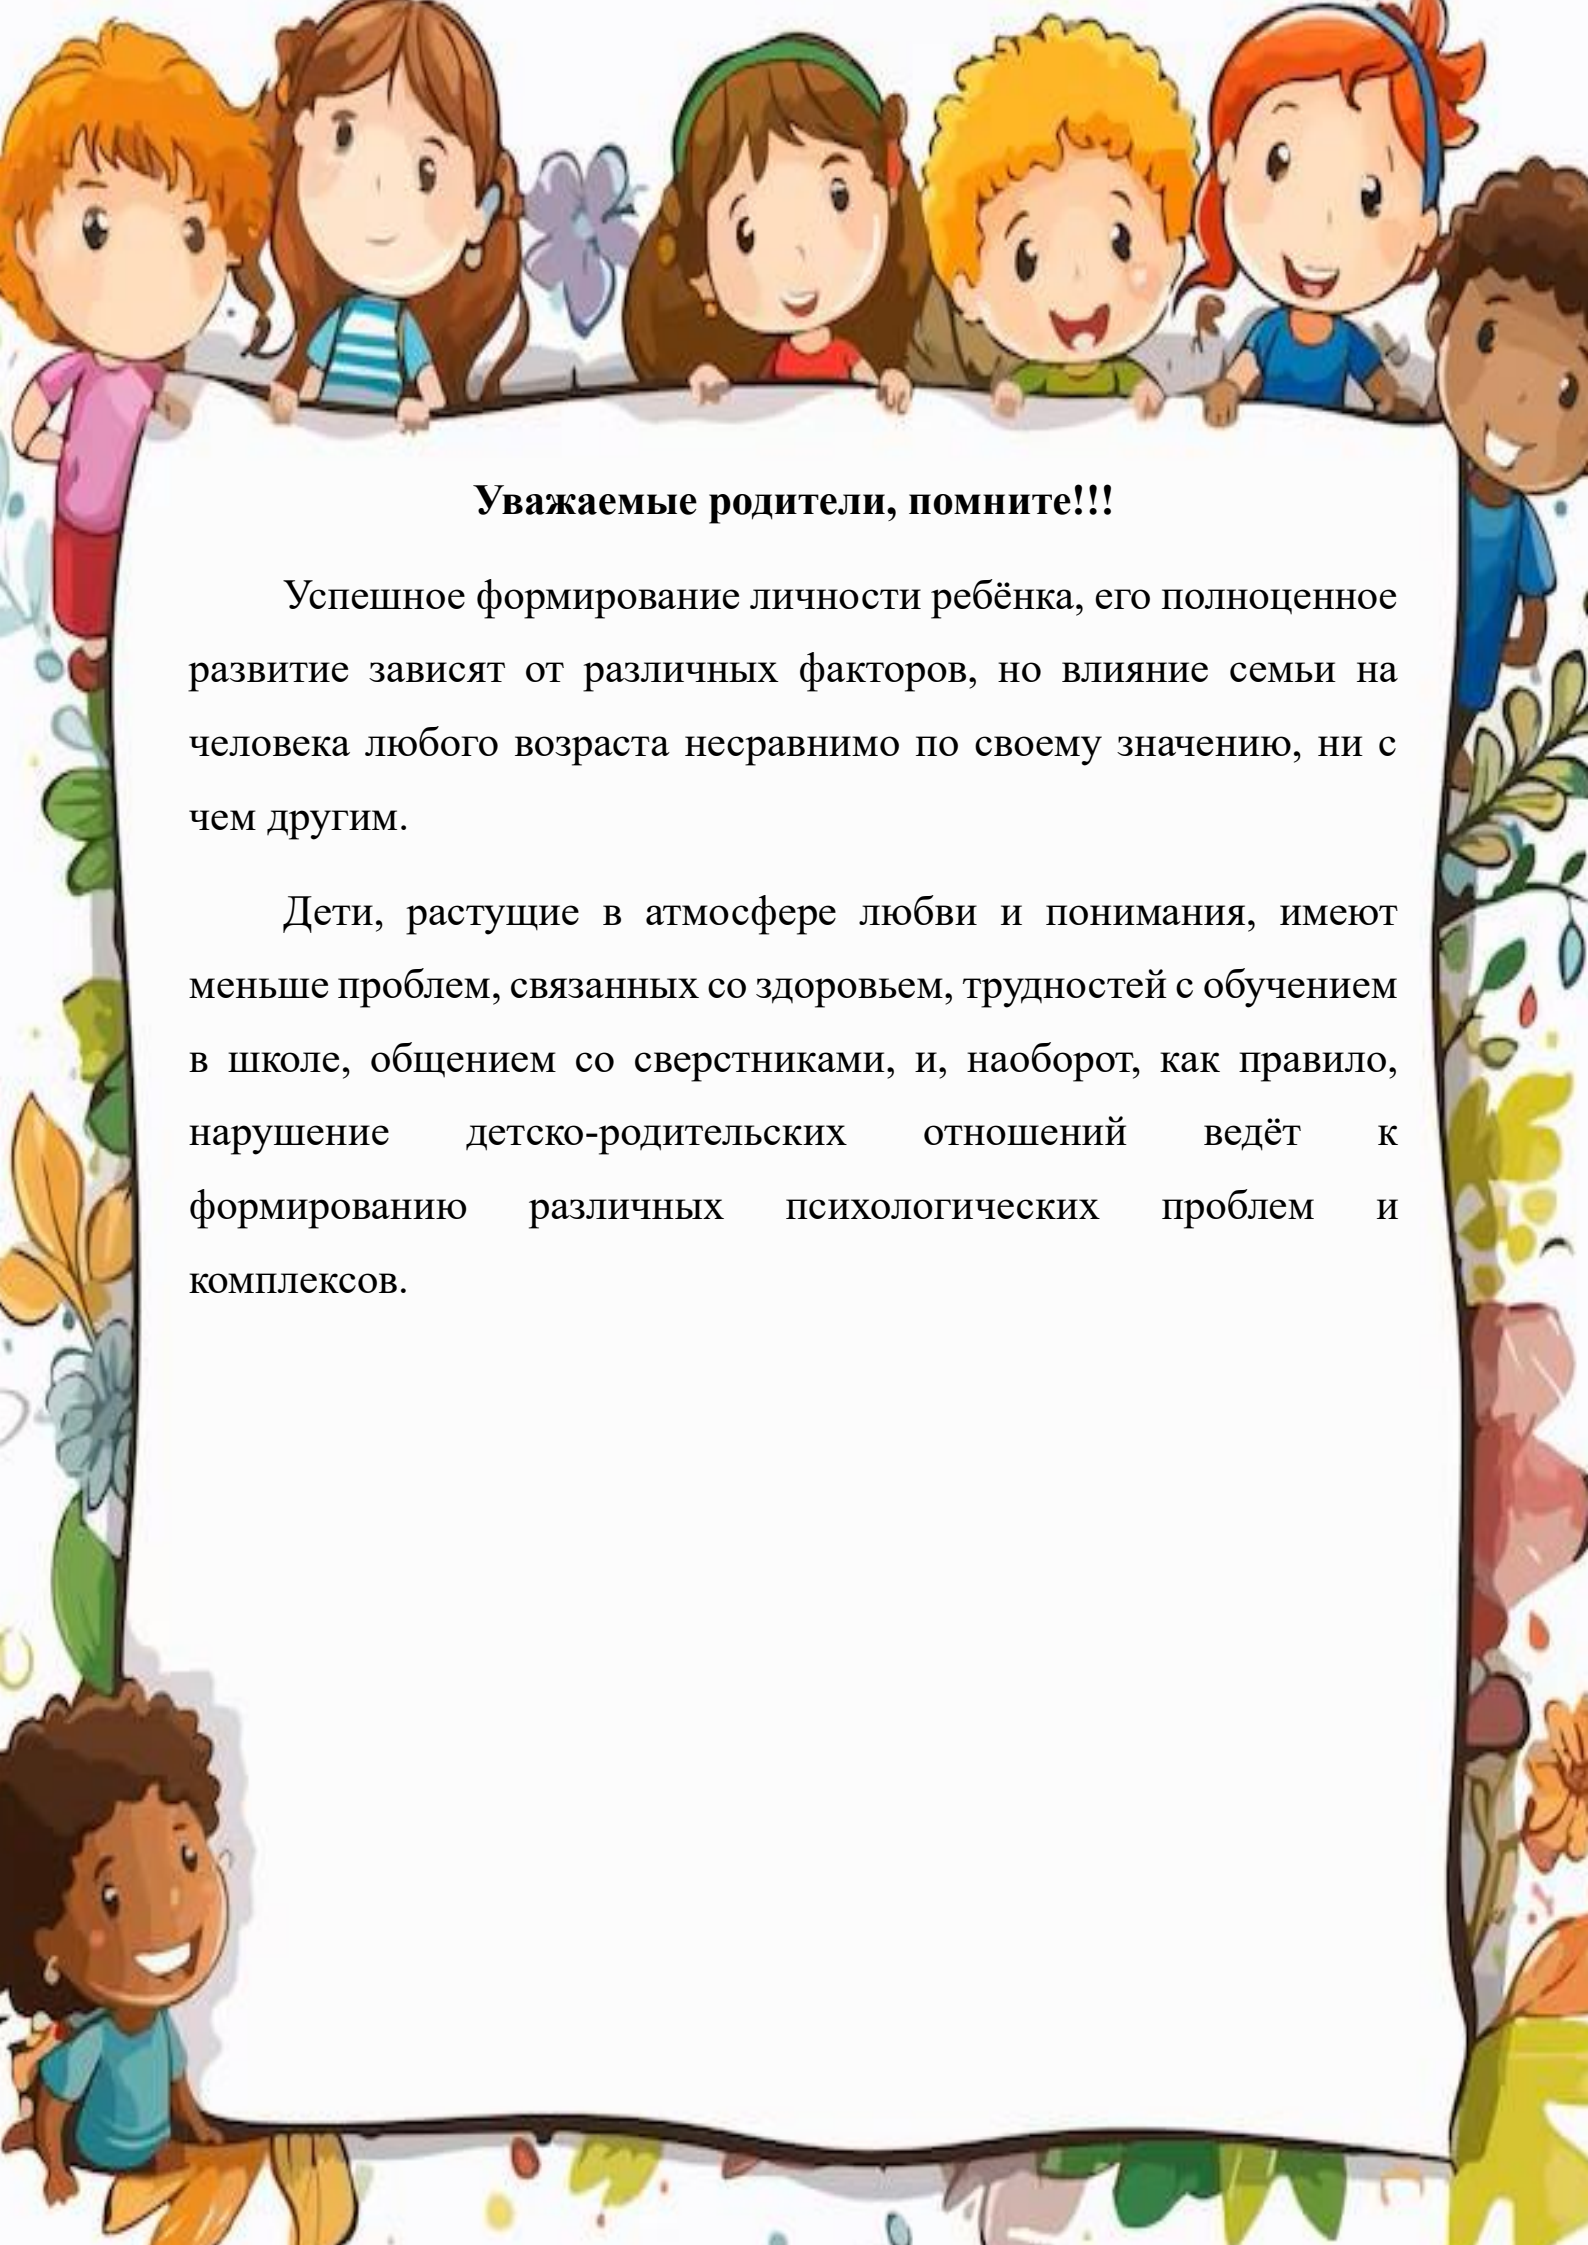 Уважаемые родители, помните!!!
Успешное формирование личности ребёнка, его полноценное
развитие зависят от различных факторов, но влияние семьи на
человека любого возраста несравнимо по своему значению, ни с
чем другим.
Дети, растущие в атмосфере любви и понимания, имеют
меньше проблем, связанных со здоровьем, трудностей с обучением
в школе, общением со сверстниками, и, наоборот, как правило,
нарушение детско-родительских отношений ведёт к
формированию различных психологических проблем и
комплексов.